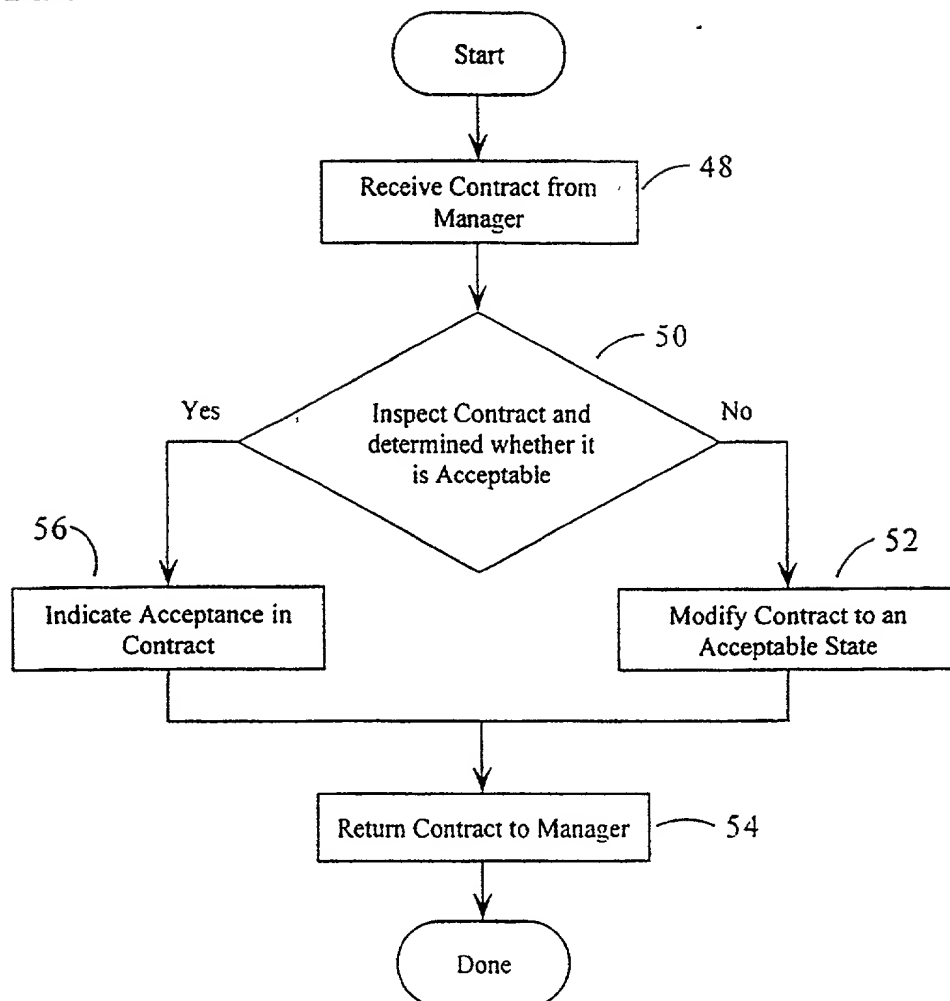 Start
Receive Contract from
Manager
48
50
Yes
Inspect Contract and
determined whether it
is Acceptable
No
56
52
Indicate Acceptance in
Contract
Modify Contract to an
Acceptable State
Return Contract to Manager
54
Done